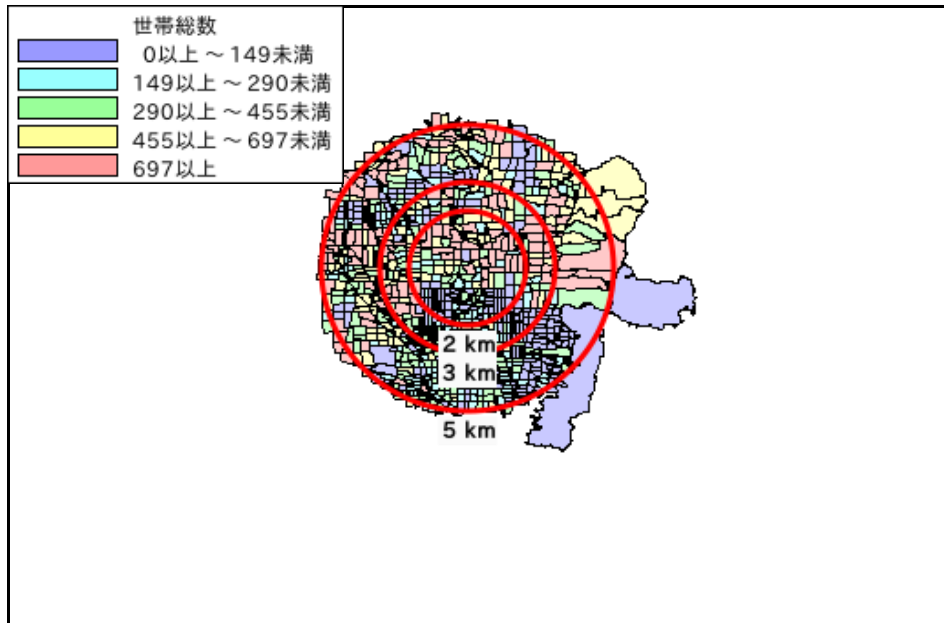 世帯総数
0以上 ～ 149未満
149以上 ～ 290未満
290以上 ～ 455未満
455以上 ～ 697未満
697以上
2 km
3 km
5 km